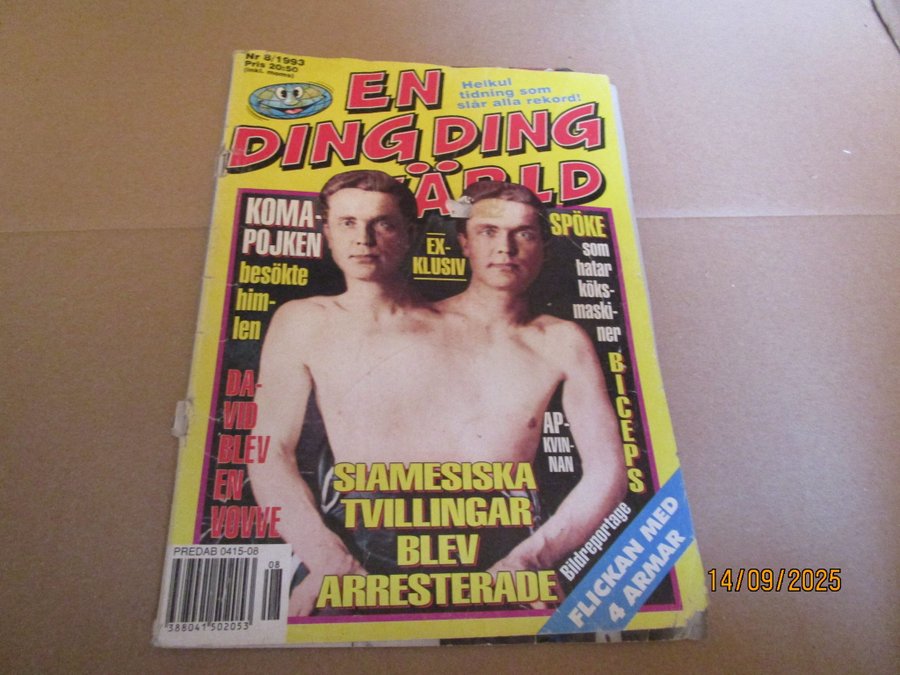 Nr 8/1993
Pris 20:50
(inkl. moms)
EN
DING DING
VÄRLD
Helkul
tidning som
slår alla rekord!
KOMA-
POJKEN
besökte
him-
len
EX-
KLUSIV
SPÖKE
som
hatar
köks-
maski-
ner
BICEPS
DA-
VID
BLEV
EN
VOVVE
AP-
KVIN-
NAN
SIAMESISKA
TVILLINGAR
BLEV
ARRESTERADE
Bildreportage
FLICKAN MED
4 ARMAR
PREDAB 0415-08
08
388041 502053
14/09/2025